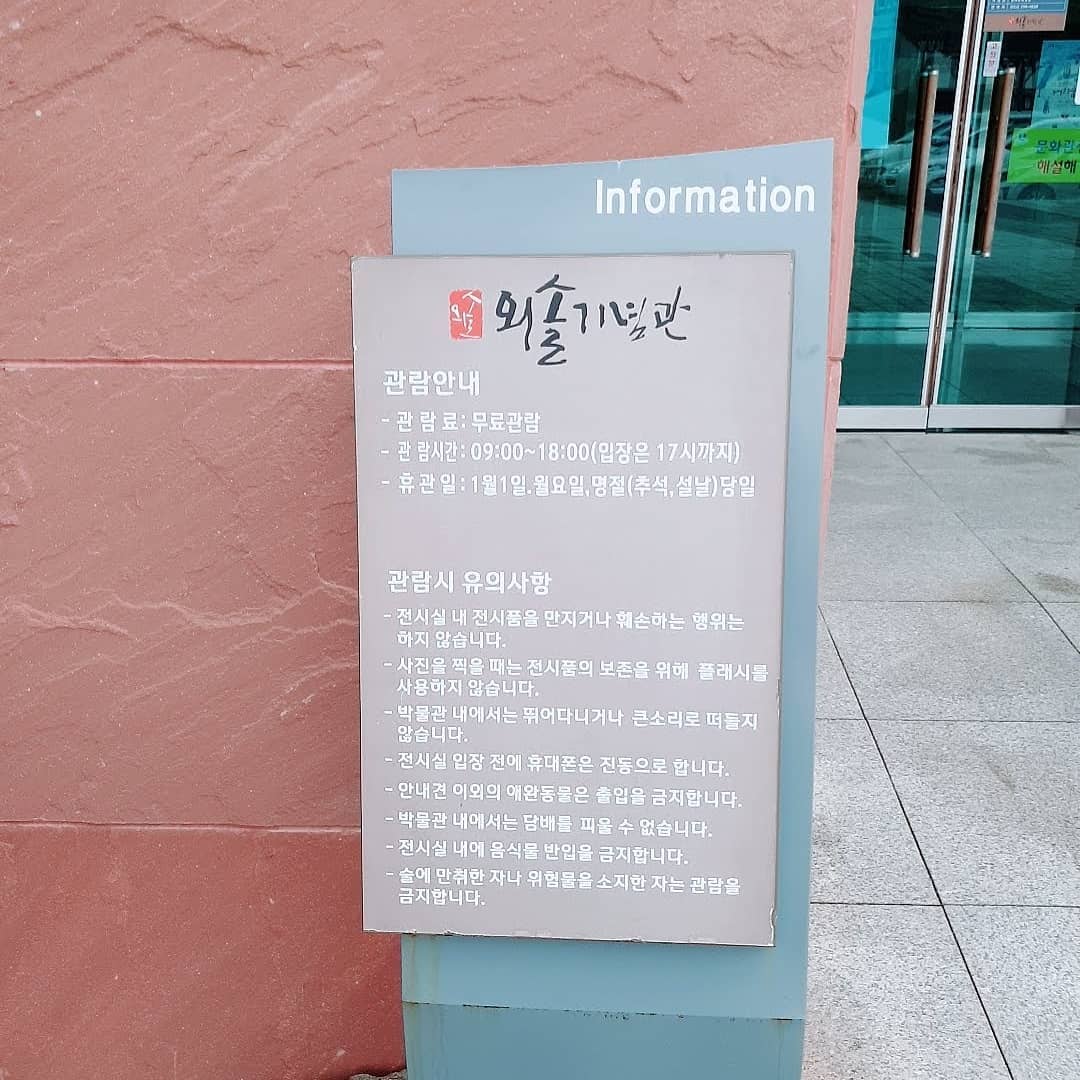 Information
외솔
외솔기념관
관람안내
- 관 람 료 : 무료관람
- 관 람시간 : 09:00~18:00(입장은 17시까지)
- 휴 관 일 : 1월1일.월요일,명절(추석,설날)당일
관람시 유의사항
- 전시실 내 전시품을 만지거나 훼손하는 행위는
하지 않습니다.
- 사진을 찍을 때는 전시품의 보존을 위해 플래시를
사용하지 않습니다.
- 박물관 내에서는 뛰어다니거나 큰소리로 떠들지
않습니다.
- 전시실 입장 전에 휴대폰은 진동으로 합니다.
- 안내견 이외의 애완동물은 출입을 금지합니다.
- 박물관 내에서는 담배를 피울 수 없습니다.
- 전시실 내에 음식물 반입을 금지합니다.
- 술에 만취한 자나 위험물을 소지한 자는 관람을
금지합니다.
고정문
문화관
해설해